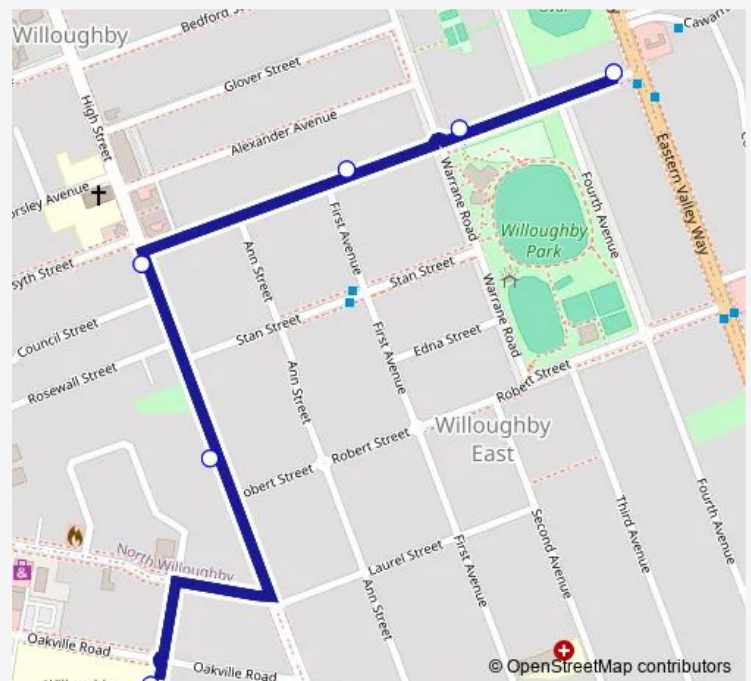 Willoughby
Bedford St
Cawarr
Glover Street
High Street
Alexander Avenue
Eastern Valley Way
orsley Avenue
Warrane Road
Fourth Avenue
First Avenue
Willoughby
Park
syth Street
Ann Street
Stan Street
Warrane Road
Council Street
Stan Street
First Avenue
Edna Street
Rosewall Street
Ann Street
Robert Street
Willoughby
East
Robert Street
obert Street
Third Avenue
Fourth Avenue
Second Avenue
North Willoughby
Laurel Street
First Avenue
Ann Street
Oakville Road
Oakville Road
© OpenStreetMap contributors